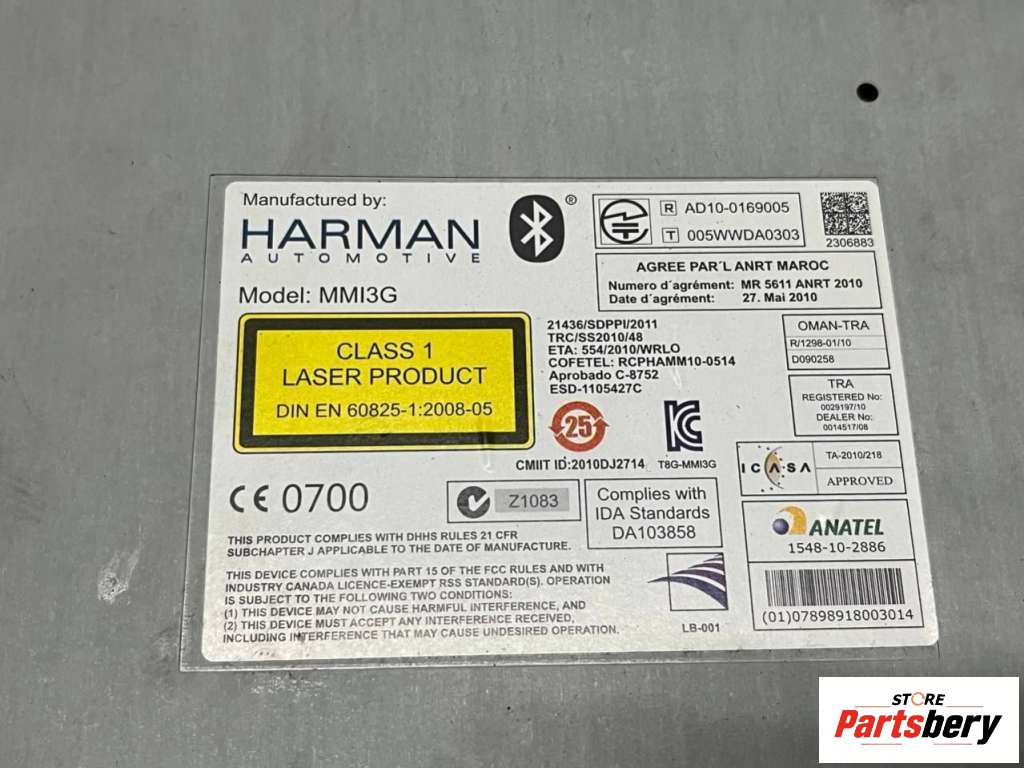 Manufactured by:
HARMAN
AUTOMOTIVE
®
Model: MMI3G
R AD10-0169005
T 005WWDA0303
2306883
AGREE PAR´L ANRT MAROC
Numero d´agrément: MR 5611 ANRT 2010
Date d´agrément: 27. Mai 2010
CLASS 1
LASER PRODUCT
DIN EN 60825-1:2008-05
21436/SDPPI/2011
TRC/SS2010/48
ETA: 554/2010/WRLO
COFETEL: RCPHAMM10-0514
Aprobado C-8752
ESD-1105427C
OMAN-TRA
R/1298-01/10
D090258
TRA
REGISTERED No:
0029197/10
DEALER No:
0014517/08
25
CMIIT ID:2010DJ2714
T8G-MMI3G
ICASA
TA-2010/218
APPROVED
CE 0700
Z1083
Complies with
IDA Standards
DA103858
ANATEL
1548-10-2886
(01)07898918003014
THIS PRODUCT COMPLIES WITH DHHS RULES 21 CFR
SUBCHAPTER J APPLICABLE TO THE DATE OF MANUFACTURE.
THIS DEVICE COMPLIES WITH PART 15 OF THE FCC RULES AND WITH
INDUSTRY CANADA LICENCE-EXEMPT RSS STANDARD(S). OPERATION
IS SUBJECT TO THE FOLLOWING TWO CONDITIONS:
(1) THIS DEVICE MAY NOT CAUSE HARMFUL INTERFERENCE, AND
(2) THIS DEVICE MUST ACCEPT ANY INTERFERENCE RECEIVED,
INCLUDING INTERFERENCE THAT MAY CAUSE UNDESIRED OPERATION.
LB-001
STORE
Partsbery